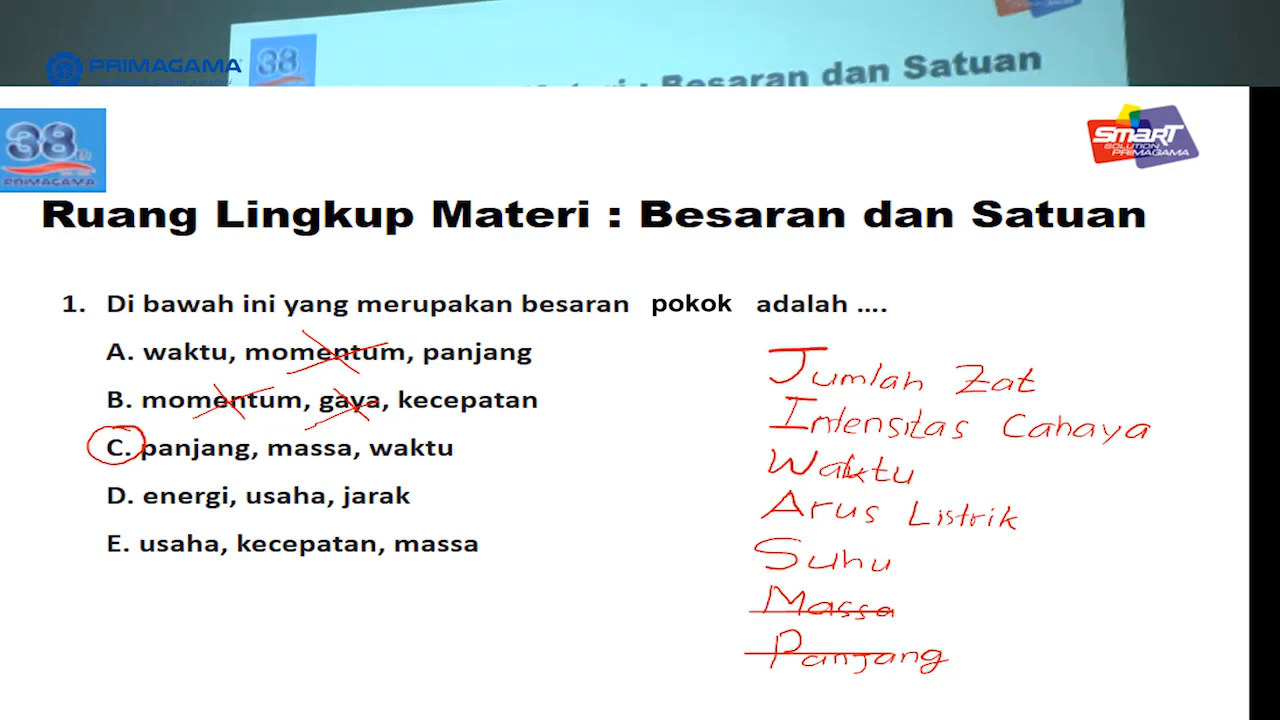 PRIMAGAMA
38
Besaran dan Satuan
38th
PRIMAGAMA
SMART
SOLUTION
PRIMAGAMA
Ruang Lingkup Materi : Besaran dan Satuan
1. Di bawah ini yang merupakan besaran pokok adalah ....
A. waktu, momentum, panjang
B. momentum, gaya, kecepatan
C. panjang, massa, waktu
D. energi, usaha, jarak
E. usaha, kecepatan, massa
Jumlah Zat
Intensitas Cahaya
Waktu
Arus Listrik
Suhu
Massa
Panjang